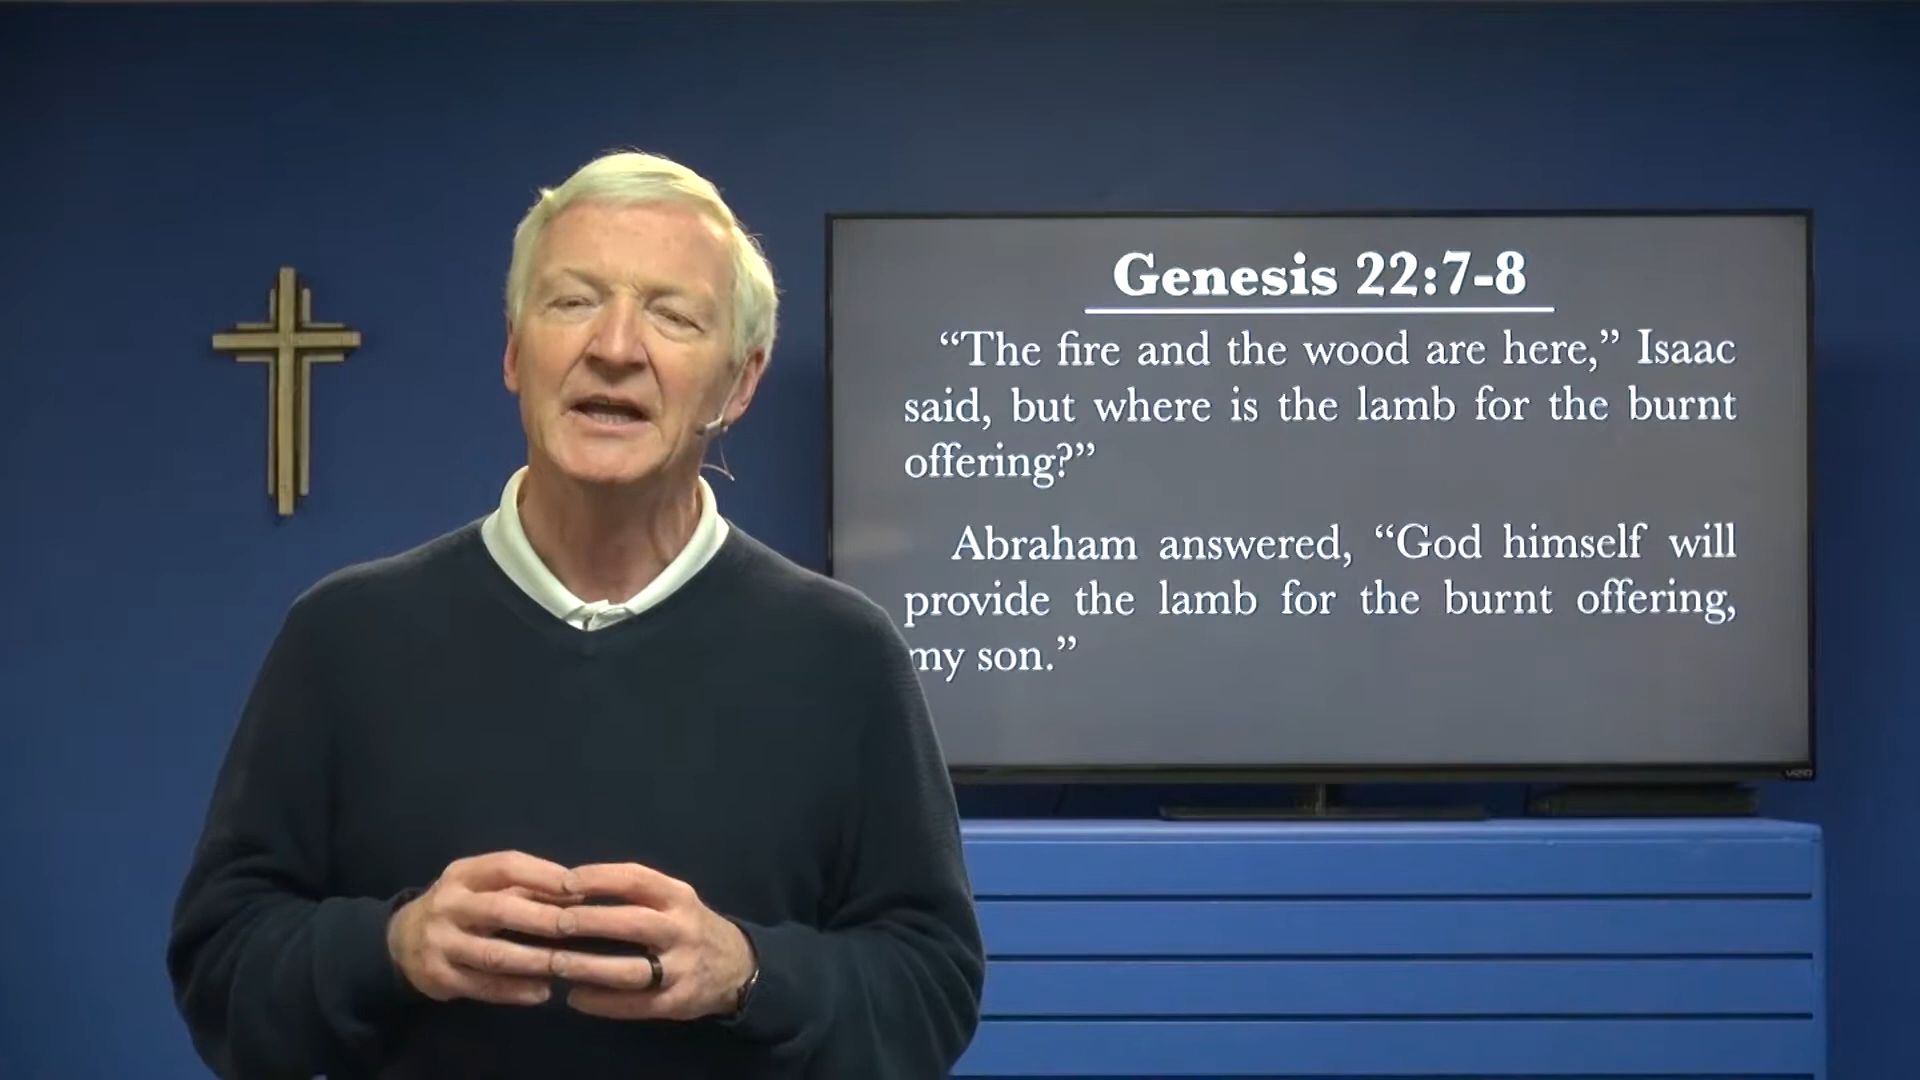 Genesis 22:7-8
“The fire and the wood are here,” Isaac
said, but where is the lamb for the burnt
offering?”
Abraham answered, “God himself will
provide the lamb for the burnt offering,
my son.”
VIZIO